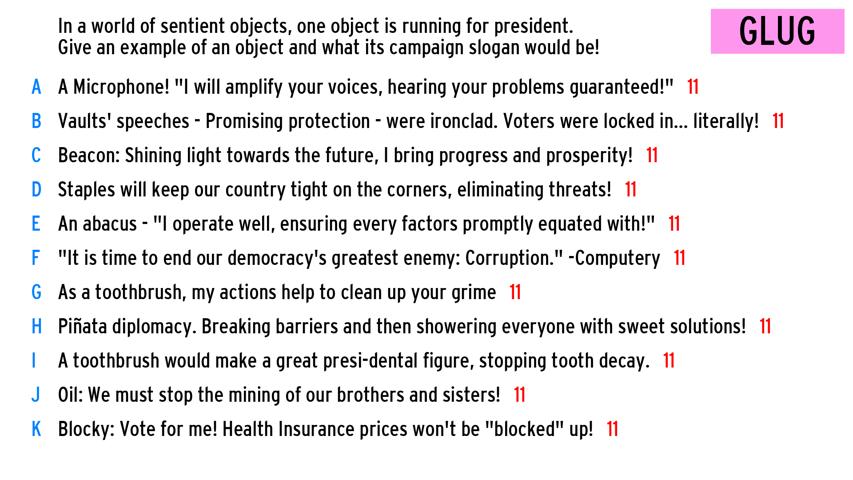 In a world of sentient objects, one object is running for president.
Give an example of an object and what its campaign slogan would be!
GLUG
A A Microphone! "I will amplify your voices, hearing your problems guaranteed!" 11
B Vaults' speeches - Promising protection - were ironclad. Voters were locked in... literally! 11
C Beacon: Shining light towards the future, I bring progress and prosperity! 11
D Staples will keep our country tight on the corners, eliminating threats! 11
E An abacus - "I operate well, ensuring every factors promptly equated with!" 11
F "It is time to end our democracy's greatest enemy: Corruption." -Computery 11
G As a toothbrush, my actions help to clean up your grime 11
H Piñata diplomacy. Breaking barriers and then showering everyone with sweet solutions! 11
I A toothbrush would make a great presi-dental figure, stopping tooth decay. 11
J Oil: We must stop the mining of our brothers and sisters! 11
K Blocky: Vote for me! Health Insurance prices won't be "blocked" up! 11